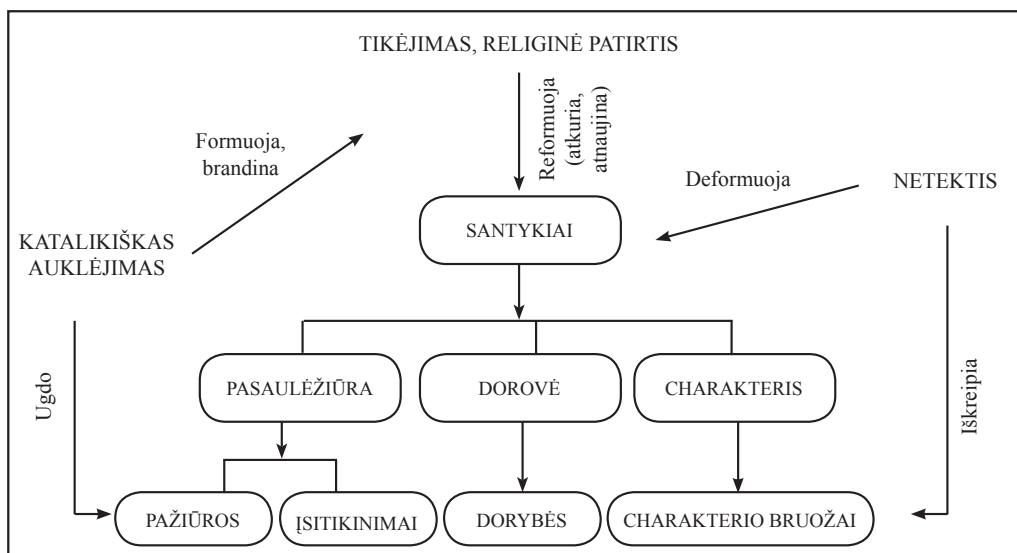 TIKĖJIMAS, RELIGINĖ PATIRTIS
Formuoja,
brandina
Reformuoja
(atkuria,
atnaujina)
Deformuoja
NETEKTIS
SANTYKIAI
KATALIKIŠKAS
AUKLĖJIMAS
Ugdo
PASAULĖŽIŪRA
DOROVĖ
CHARAKTERIS
Iškreipia
PAŽIŪROS
ĮSITIKINIMAI
DORYBĖS
CHARAKTERIO BRUOŽAI